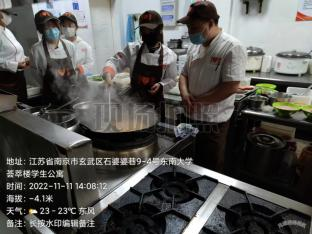 地址: 江苏省南京市玄武区石婆婆巷9-4号东南大学
荟萃楼学生公寓
时间: 2022-11-11 14:08:12
海拔: -4.1米
天气: 23 - 23℃ 东风
备注: 长按水印编辑备注